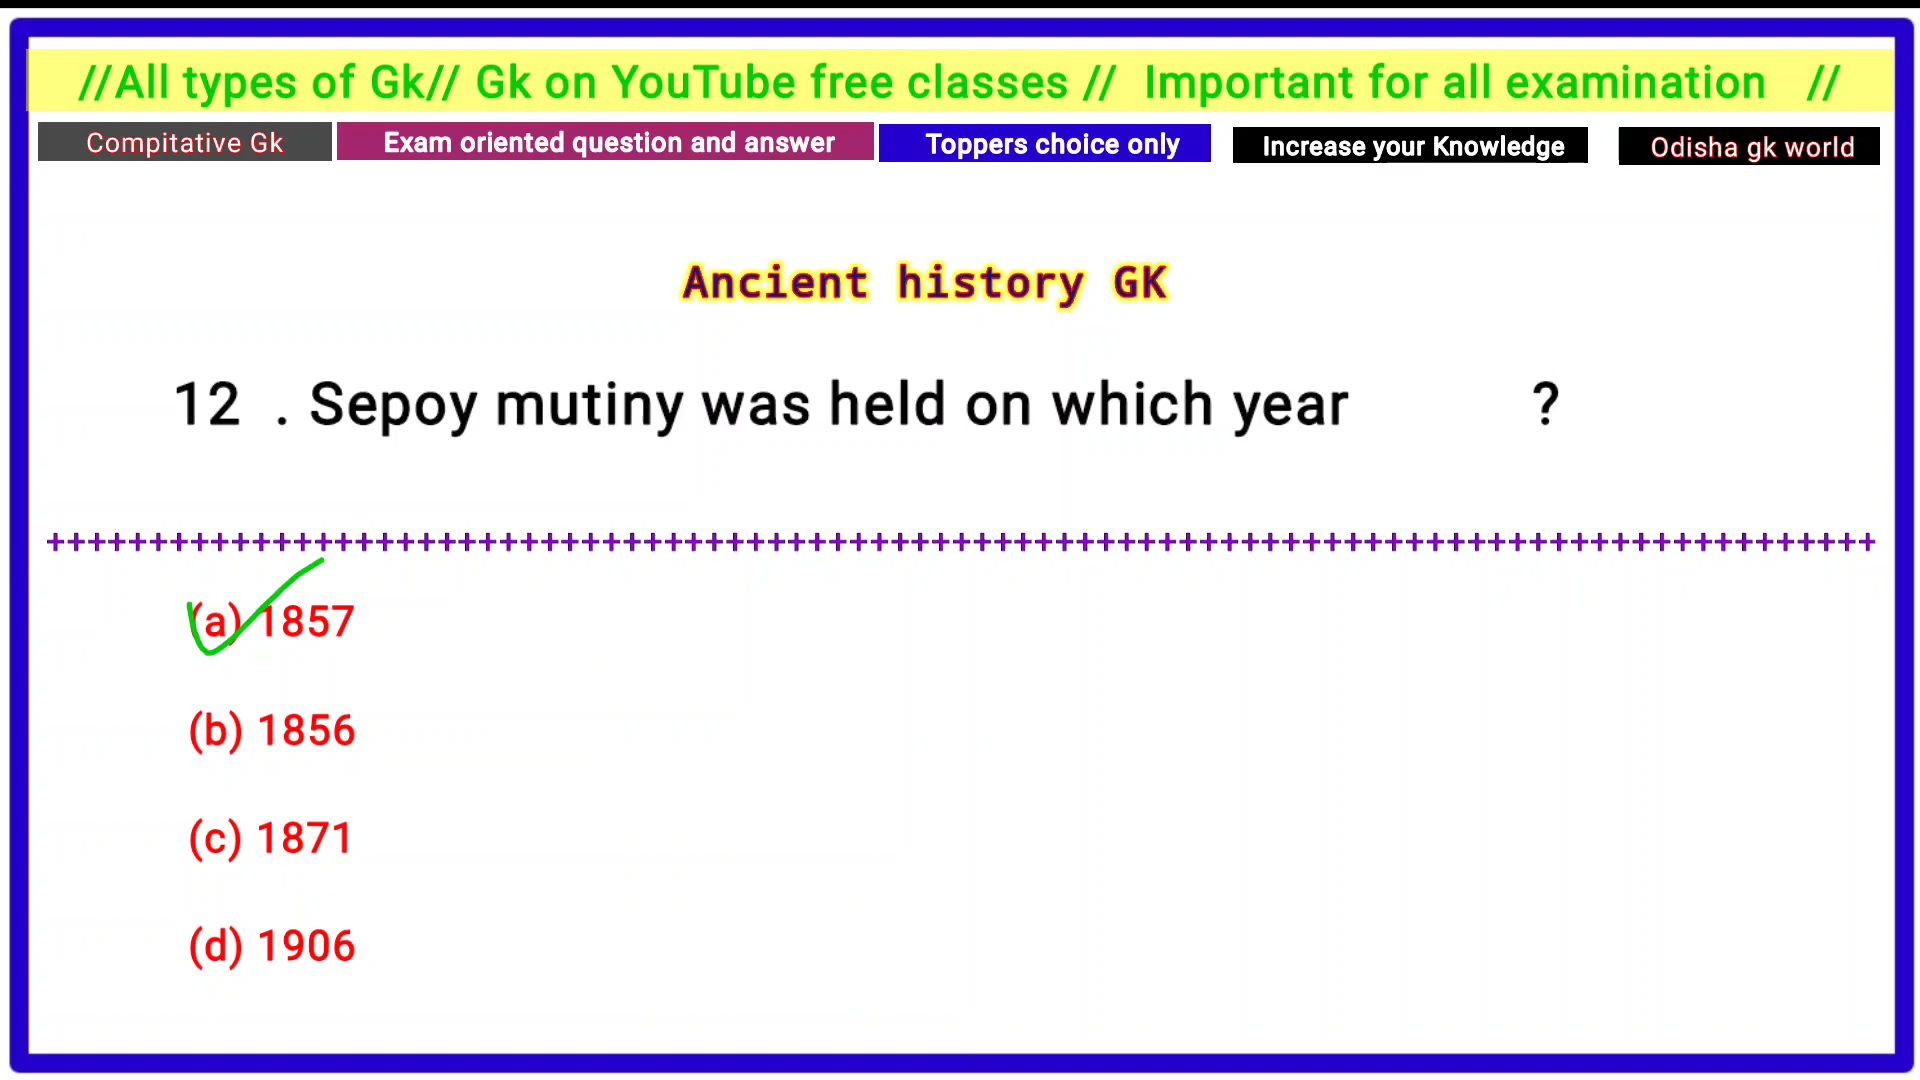 //All types of Gk// Gk on YouTube free classes // Important for all examination //
Compitative Gk Exam oriented question and answer Toppers choice only Increase your Knowledge Odisha gk world
Ancient history GK
12 . Sepoy mutiny was held on which year ?
++++++++++++++++++++++++++++++++++++++++++++++++++++++++++++++++++++++++++++++++++++++++
(a) 1857
(b) 1856
(c) 1871
(d) 1906